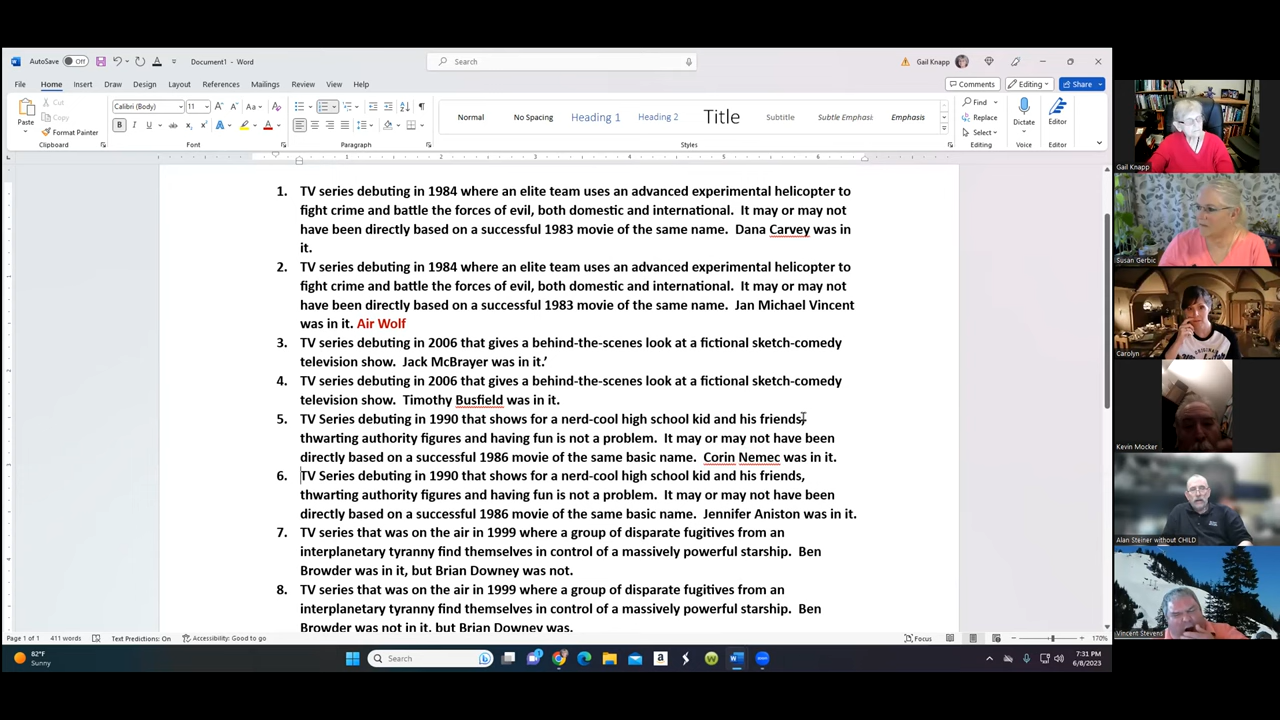 AutoSave Off Document1 - Word Search Gail Knapp
File Home Insert Draw Design Layout References Mailings Review View Help Comments Editing Share
Paste Cut Copy Format Painter
Calibri (Body) 11
Normal No Spacing Heading 1 Heading 2 Title Subtitle Subtle Emphasis Emphasis
Find Replace Select Dictate Editor
Clipboard Font Paragraph Styles Editing Voice Editor
1. TV series debuting in 1984 where an elite team uses an advanced experimental helicopter to
fight crime and battle the forces of evil, both domestic and international. It may or may not
have been directly based on a successful 1983 movie of the same name. Dana Carvey was in
it.
2. TV series debuting in 1984 where an elite team uses an advanced experimental helicopter to
fight crime and battle the forces of evil, both domestic and international. It may or may not
have been directly based on a successful 1983 movie of the same name. Jan Michael Vincent
was in it. Air Wolf
3. TV series debuting in 2006 that gives a behind-the-scenes look at a fictional sketch-comedy
television show. Jack McBrayer was in it.’
4. TV series debuting in 2006 that gives a behind-the-scenes look at a fictional sketch-comedy
television show. Timothy Busfield was in it.
5. TV Series debuting in 1990 that shows for a nerd-cool high school kid and his friends,
thwarting authority figures and having fun is not a problem. It may or may not have been
directly based on a successful 1986 movie of the same basic name. Corin Nemec was in it.
6. TV Series debuting in 1990 that shows for a nerd-cool high school kid and his friends,
thwarting authority figures and having fun is not a problem. It may or may not have been
directly based on a successful 1986 movie of the same basic name. Jennifer Aniston was in it.
7. TV series that was on the air in 1999 where a group of disparate fugitives from an
interplanetary tyranny find themselves in control of a massively powerful starship. Ben
Browder was in it, but Brian Downey was not.
8. TV series that was on the air in 1999 where a group of disparate fugitives from an
interplanetary tyranny find themselves in control of a massively powerful starship. Ben
Browder was not in it, but Brian Downey was.
Page 1 of 1 411 words Text Predictions: On Accessibility: Good to go Focus 170%
82°F
Sunny
Search
7:31 PM
6/8/2023
Gail Knapp
Susan Gerbic
Carolyn
Kevin Mocker
Alan Steiner without CHILD
Vincent Stevens